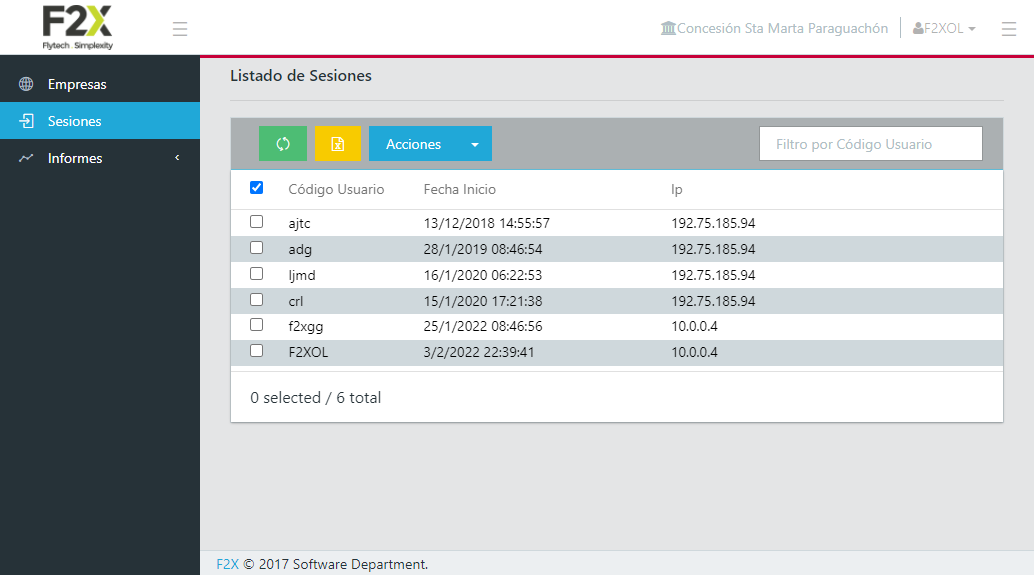 F2X
Flytech . Simplexity
Concesión Sta Marta Paraguachón
F2XOL
Empresas
Sesiones
Informes
Listado de Sesiones
Acciones
Filtro por Código Usuario
Código Usuario Fecha Inicio Ip
ajtc 13/12/2018 14:55:57 192.75.185.94
adg 28/1/2019 08:46:54 192.75.185.94
ljmd 16/1/2020 06:22:53 192.75.185.94
crl 15/1/2020 17:21:38 192.75.185.94
f2xgg 25/1/2022 08:46:56 10.0.0.4
F2XOL 3/2/2022 22:39:41 10.0.0.4
0 selected / 6 total
F2X © 2017 Software Department.